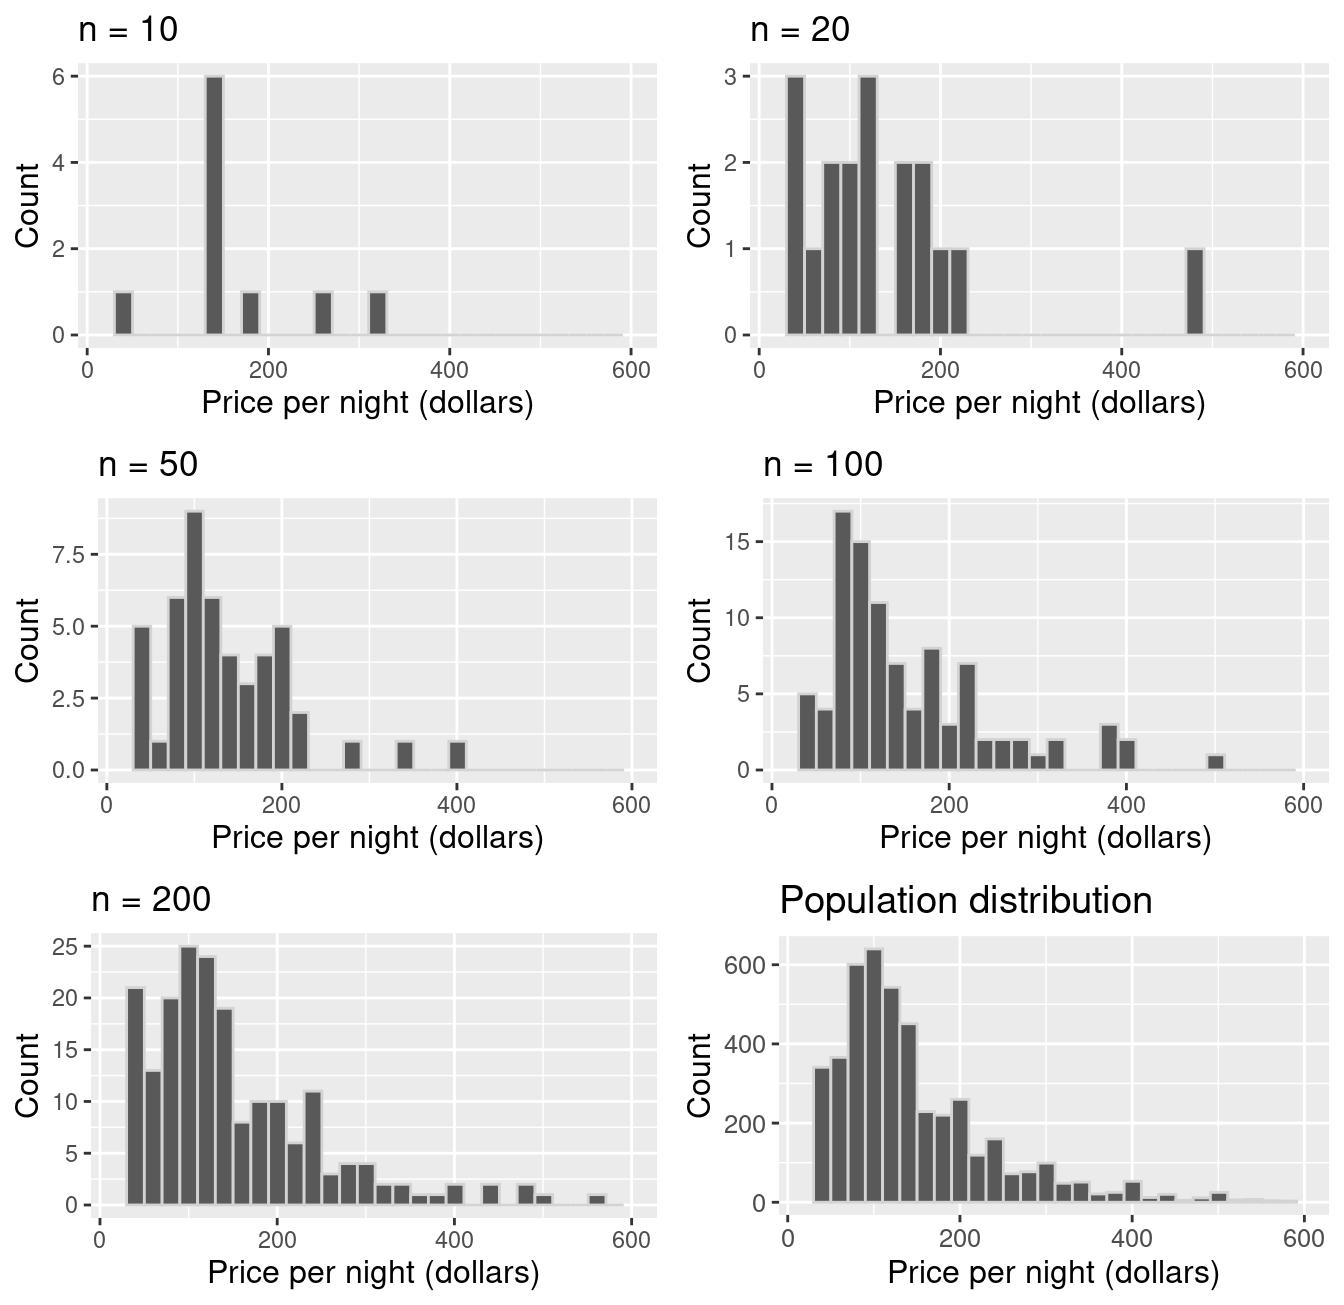 n = 10
6
4
2
0
Count
0 200 400 600
Price per night (dollars)
n = 20
3
2
1
0
Count
0 200 400 600
Price per night (dollars)
n = 50
7.5
5.0
2.5
0.0
Count
0 200 400 600
Price per night (dollars)
n = 100
15
10
5
0
Count
0 200 400 600
Price per night (dollars)
n = 200
25
20
15
10
5
0
Count
0 200 400 600
Price per night (dollars)
Population distribution
600
400
200
0
Count
0 200 400 600
Price per night (dollars)